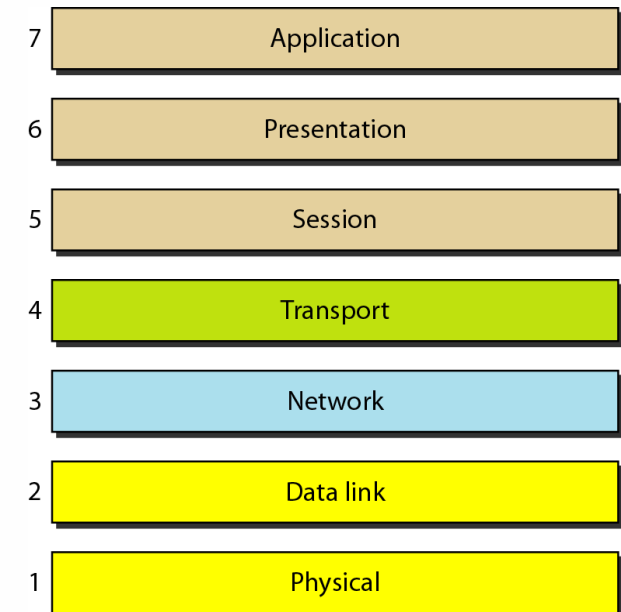 7 Application
6 Presentation
5 Session
4 Transport
3 Network
2 Data link
1 Physical